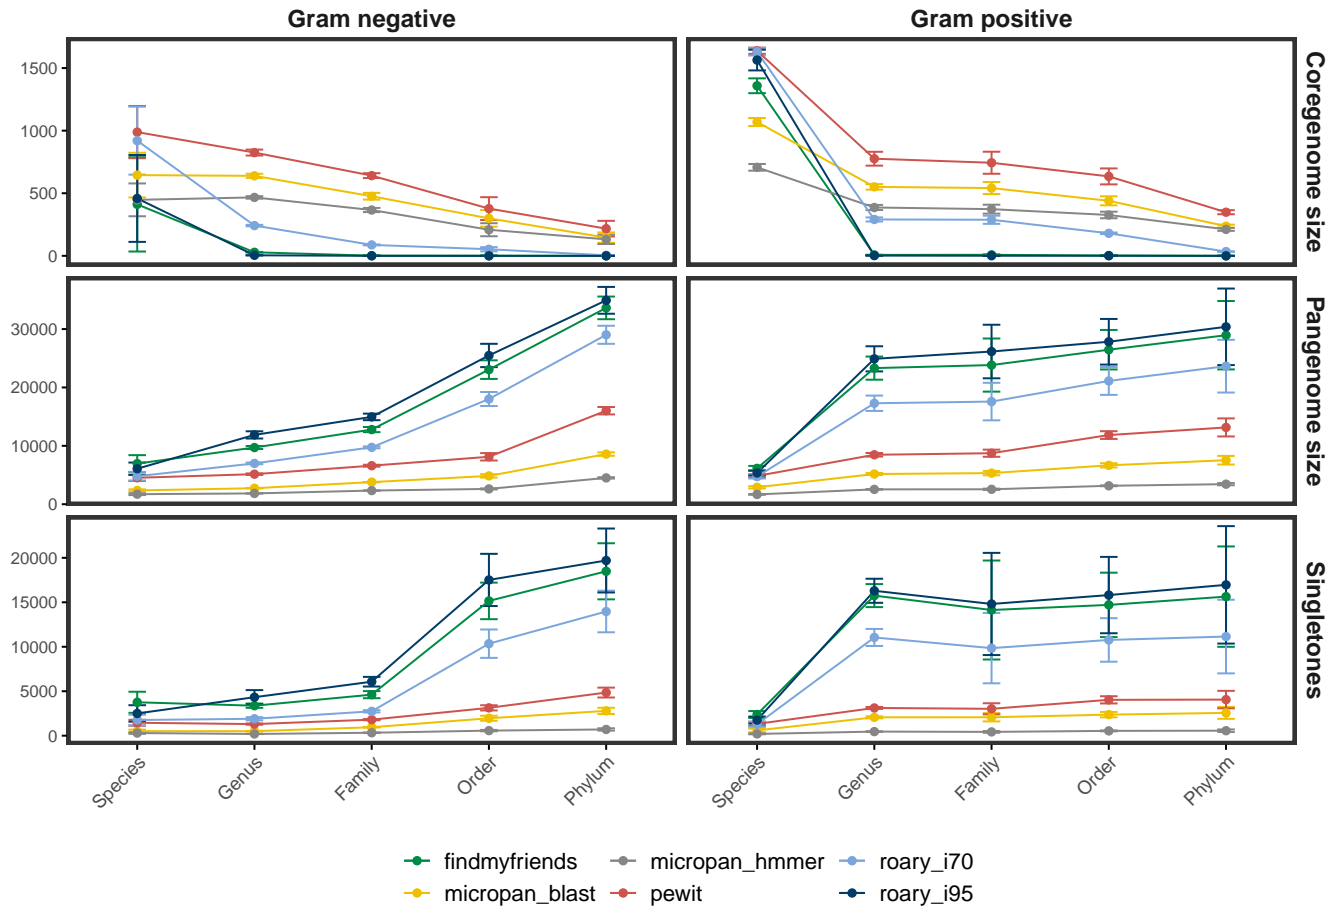 Gram negative
Gram positive
1500
1000
500
0
Coregenome size
30000
20000
10000
0
Pangenome size
20000
15000
10000
5000
0
Singletones
Species
Genus
Family
Order
Phylum
Species
Genus
Family
Order
Phylum
findmyfriends
micropan_hmmer
roary_i70
micropan_blast
pewit
roary_i95